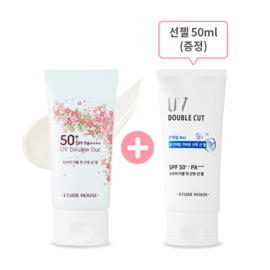 선젤 50ml
(증정)
50+
SPF PA++++
UV Double Cut
ETUDE HOUSE
UV
DOUBLE CUT
SPF 50+ / PA+++
ETUDE HOUSE